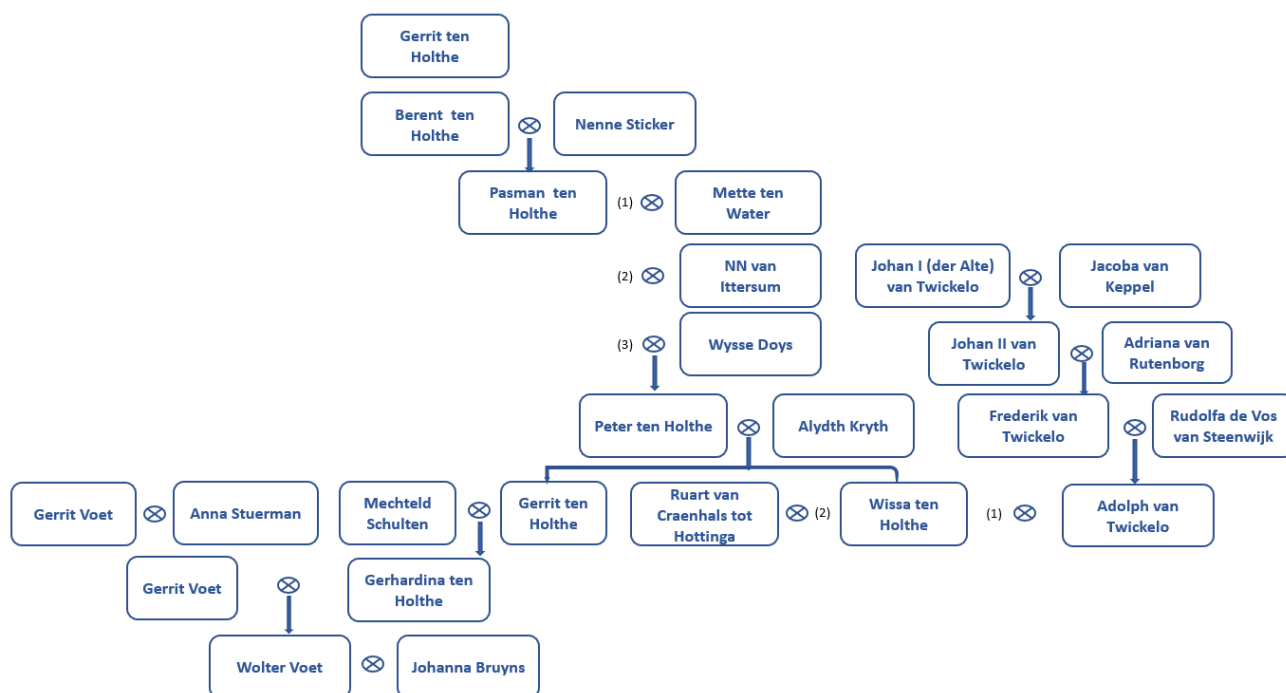 Gerrit ten
Holthe
Berent ten
Holthe
Nenne Sticker
Pasman ten
Holthe
(1)
Mette ten
Water
(2)
NN van
Ittersum
Johan I (der Alte)
van Twickelo
Jacoba van
Keppel
(3)
Wysse Doys
Johan II van
Twickelo
Adriana van
Rutenborg
Peter ten Holthe
Alydth Kryth
Frederik van
Twickelo
Rudolfa de Vos
van Steenwijk
Gerrit Voet
Anna Stuerman
Mechteld
Schulten
Gerrit ten
Holthe
Ruart van
Craenhals tot
Hottinga
(2)
Wissa ten
Holthe
(1)
Adolph van
Twickelo
Gerrit Voet
Gerhardina ten
Holthe
Wolter Voet
Johanna Bruyns